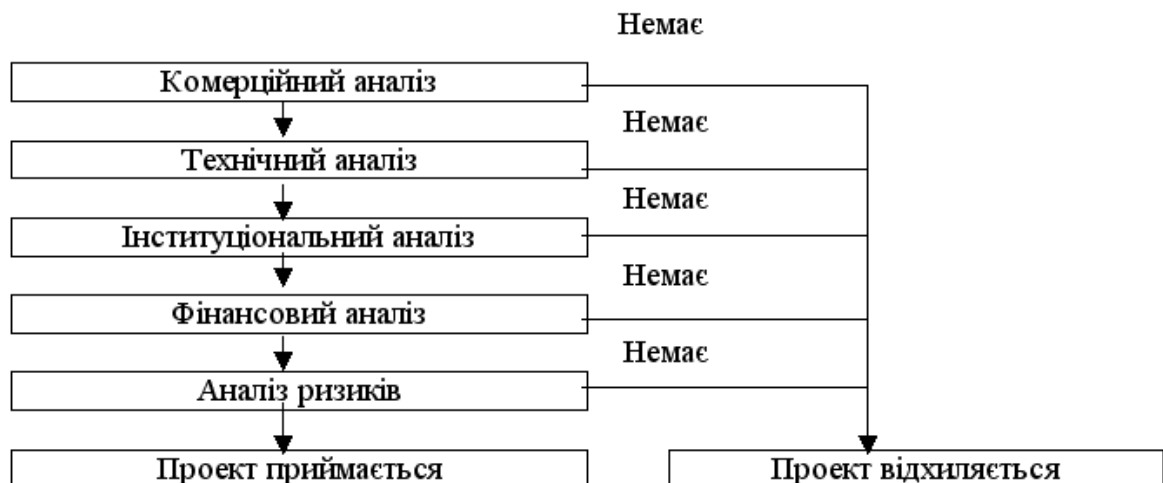 Немає
Комерційний аналіз
Немає
Технічний аналіз
Немає
Інституціональний аналіз
Немає
Фінансовий аналіз
Немає
Аналіз ризиків
Проект приймається
Проект відхиляється